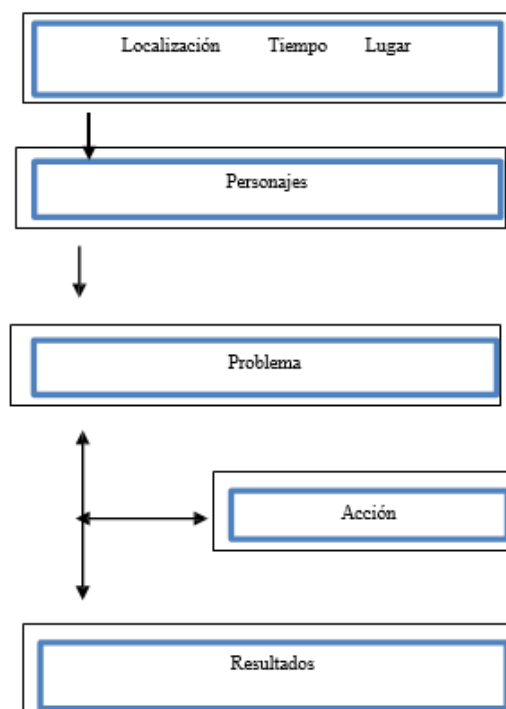 Localización Tiempo Lugar
Personajes
Problema
Acción
Resultados